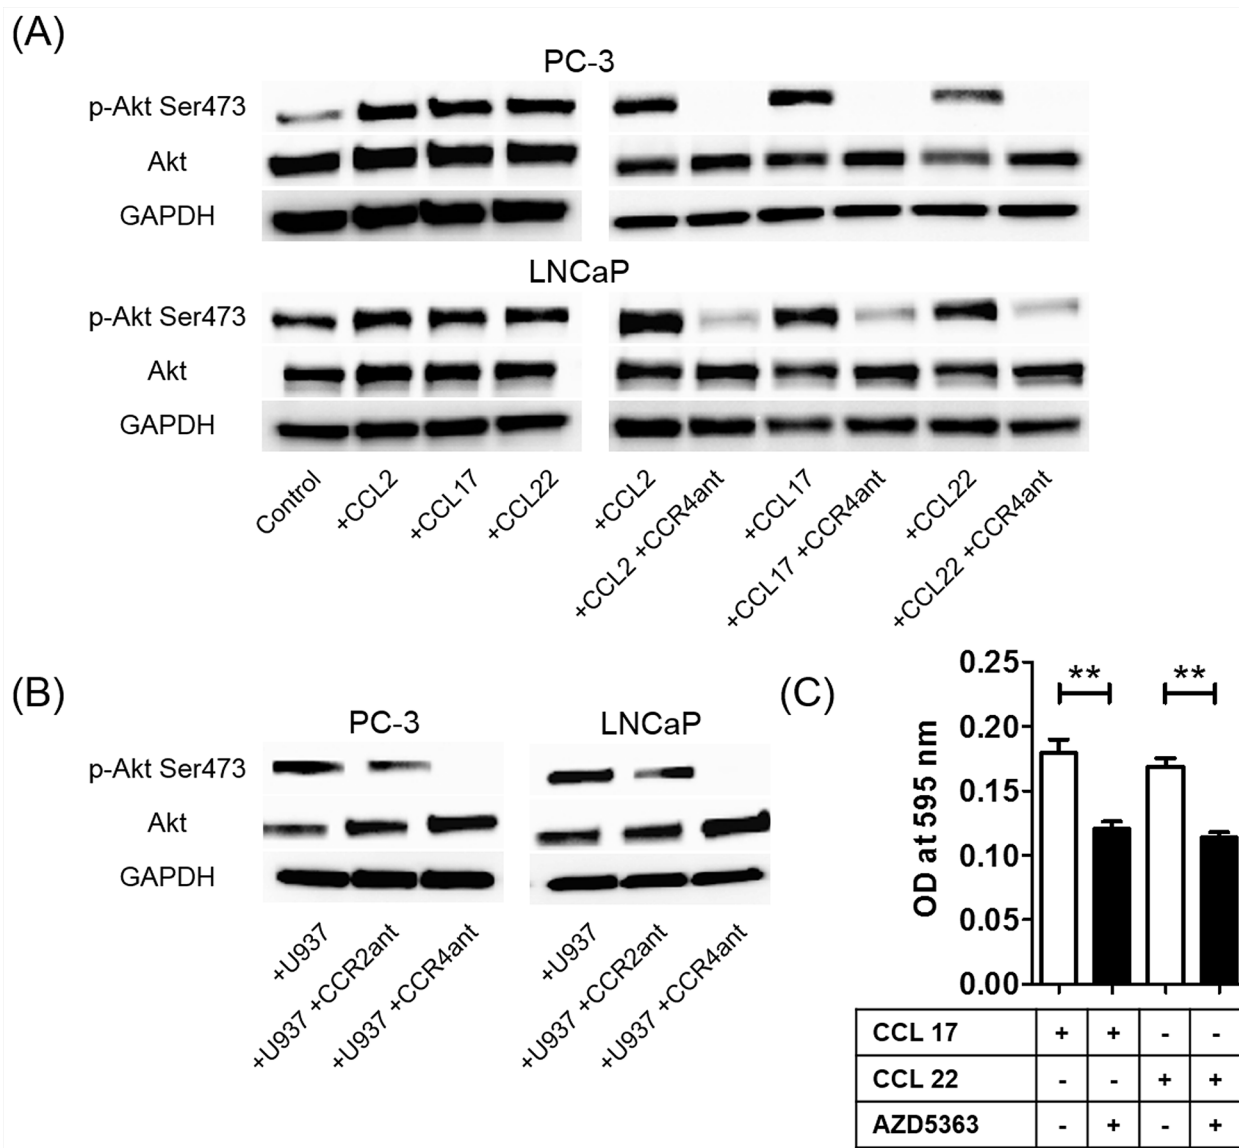 (A)
PC-3
p-Akt Ser473
Akt
GAPDH
LNCaP
p-Akt Ser473
Akt
GAPDH
Control
+CCL2
+CCL17
+CCL22
+CCL2
+CCL2 +CCR4ant
+CCL17
+CCL17 +CCR4ant
+CCL22
+CCL22 +CCR4ant
(B)
PC-3
LNCaP
p-Akt Ser473
Akt
GAPDH
+U937
+U937 +CCR2ant
+U937 +CCR4ant
+U937
+U937 +CCR2ant
+U937 +CCR4ant
(C)
OD at 595 nm
0.25
0.20
0.15
0.10
0.05
0.00
** **
CCL 17 + + - -
CCL 22 - - + +
AZD5363 - + - +